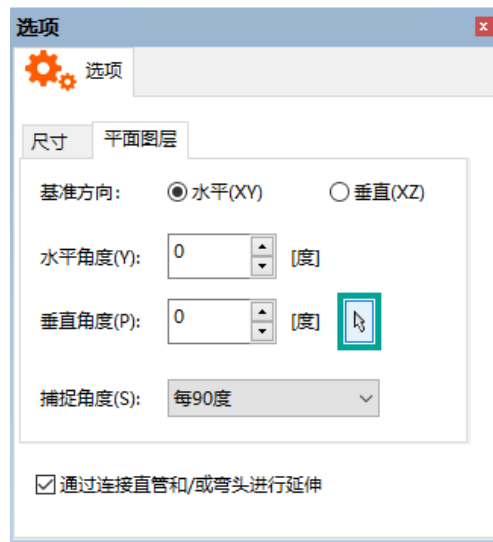 选项
选项
尺寸 平面图层
基准方向: 水平(XY) 垂直(XZ)
水平角度(Y): 0 [度]
垂直角度(P): 0 [度]
捕捉角度(S): 每90度
通过连接直管和/或弯头进行延伸